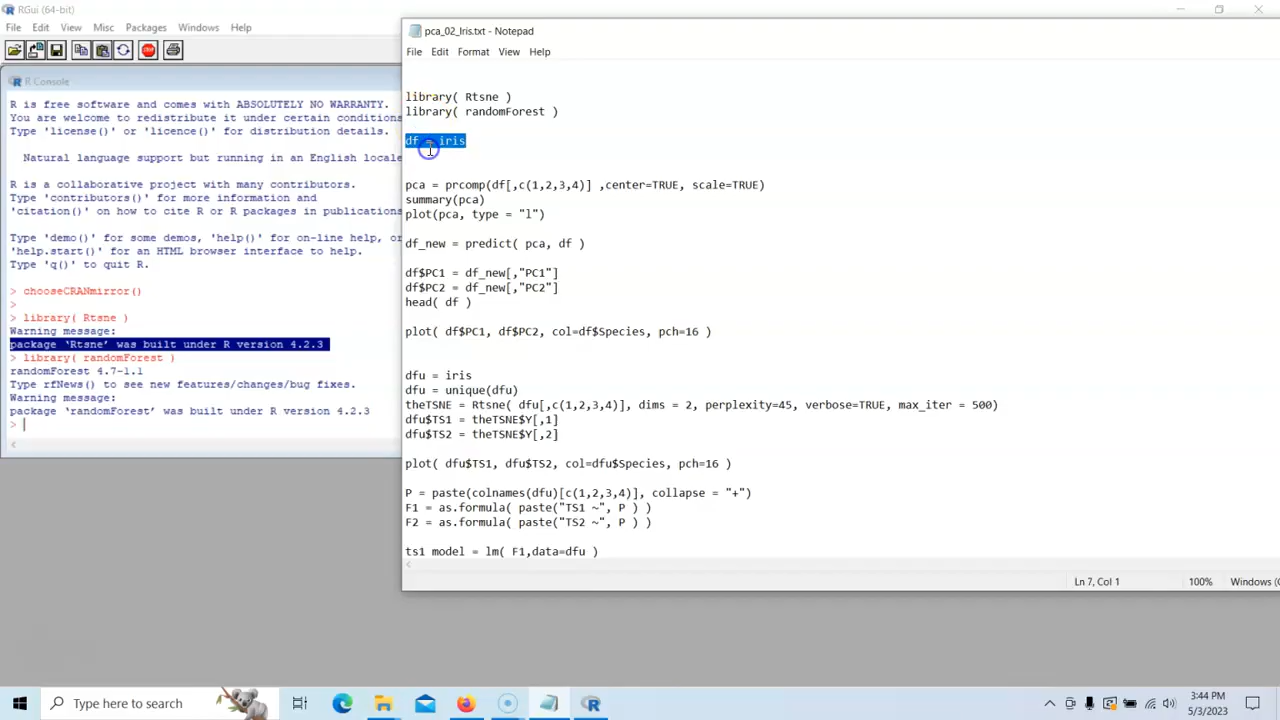 RGui (64-bit)
File Edit View Misc Packages Windows Help
STOP
R Console
R is free software and comes with ABSOLUTELY NO WARRANTY.
You are welcome to redistribute it under certain conditions
Type 'license()' or 'licence()' for distribution details.
Natural language support but running in an English locale
R is a collaborative project with many contributors.
Type 'contributors()' for more information and
'citation()' on how to cite R or R packages in publications
Type 'demo()' for some demos, 'help()' for on-line help, or
'help.start()' for an HTML browser interface to help.
Type 'q()' to quit R.
> chooseCRANmirror()
>
> library( Rtsne )
Warning message:
package ‘Rtsne’ was built under R version 4.2.3
> library( randomForest )
randomForest 4.7-1.1
Type rfNews() to see new features/changes/bug fixes.
Warning message:
package ‘randomForest’ was built under R version 4.2.3
>
pca_02_Iris.txt - Notepad
File Edit Format View Help
library( Rtsne )
library( randomForest )
df = iris
pca = prcomp(df[,c(1,2,3,4)] ,center=TRUE, scale=TRUE)
summary(pca)
plot(pca, type = "l")
df_new = predict( pca, df )
df$PC1 = df_new[,"PC1"]
df$PC2 = df_new[,"PC2"]
head( df )
plot( df$PC1, df$PC2, col=df$Species, pch=16 )
dfu = iris
dfu = unique(dfu)
theTSNE = Rtsne( dfu[,c(1,2,3,4)], dims = 2, perplexity=45, verbose=TRUE, max_iter = 500)
dfu$TS1 = theTSNE$Y[,1]
dfu$TS2 = theTSNE$Y[,2]
plot( dfu$TS1, dfu$TS2, col=dfu$Species, pch=16 )
P = paste(colnames(dfu)[c(1,2,3,4)], collapse = "+")
F1 = as.formula( paste("TS1 ~", P ) )
F2 = as.formula( paste("TS2 ~", P ) )
ts1 model = lm( F1,data=dfu )
Ln 7, Col 1 100% Windows (C
Type here to search
3:44 PM
5/3/2023